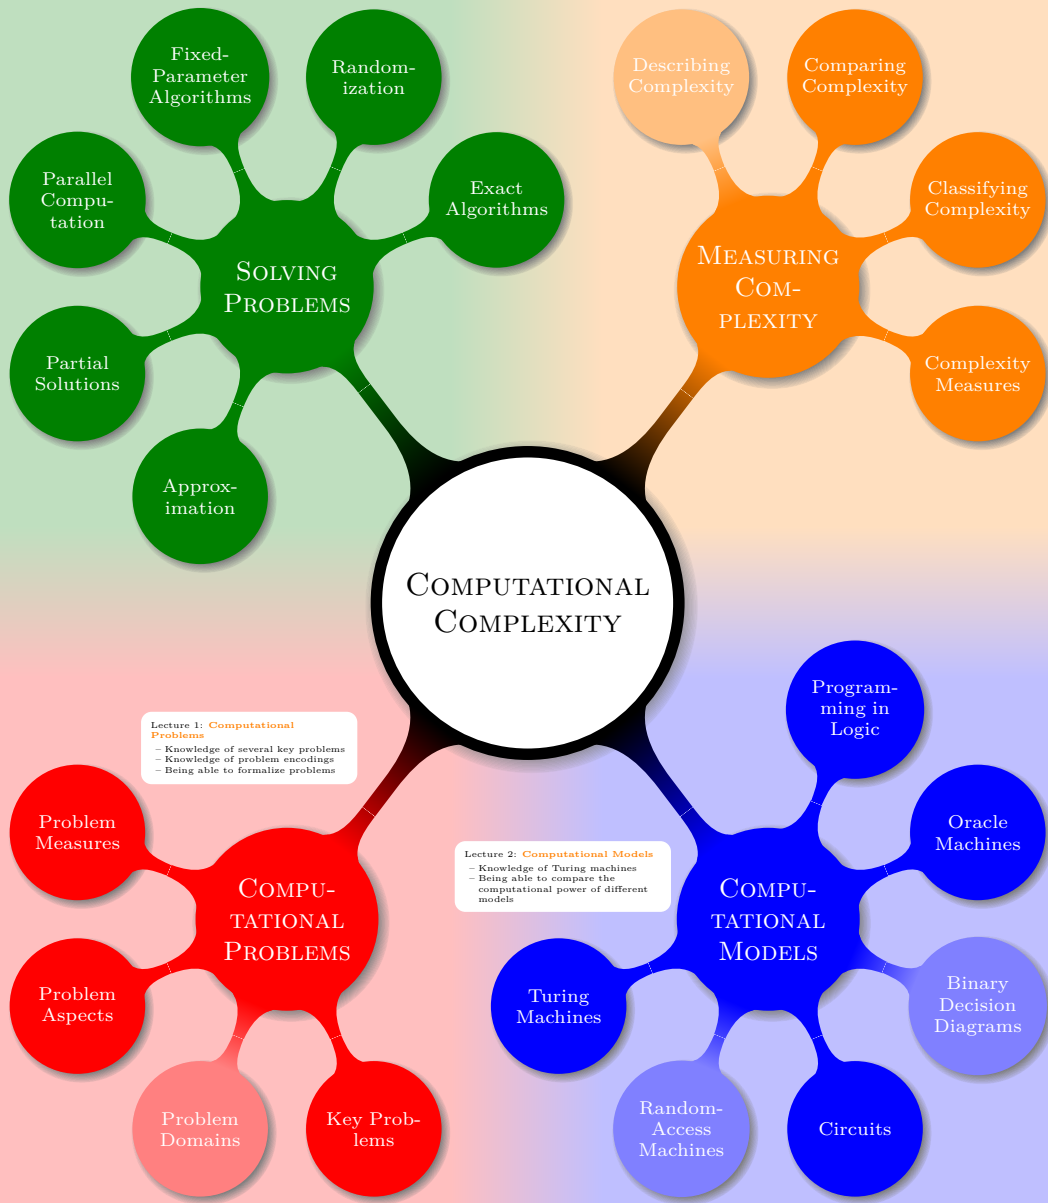 Fixed-
Parameter
Algorithms
Random-
ization
Parallel
Compu-
tation
Exact
Algorithms
Solving
Problems
Partial
Solutions
Approx-
imation
Describing
Complexity
Comparing
Complexity
Classifying
Complexity
Measuring
Com-
plexity
Complexity
Measures
Computational
Complexity
Lecture 1: Computational
Problems
– Knowledge of several key problems
– Knowledge of problem encodings
– Being able to formalize problems
Problem
Measures
Compu-
tational
Problems
Problem
Aspects
Problem
Domains
Key Prob-
lems
Program-
ming in
Logic
Oracle
Machines
Lecture 2: Computational Models
– Knowledge of Turing machines
– Being able to compare the
computational power of different
models
Compu-
tational
Models
Turing
Machines
Binary
Decision
Diagrams
Random-
Access
Machines
Circuits